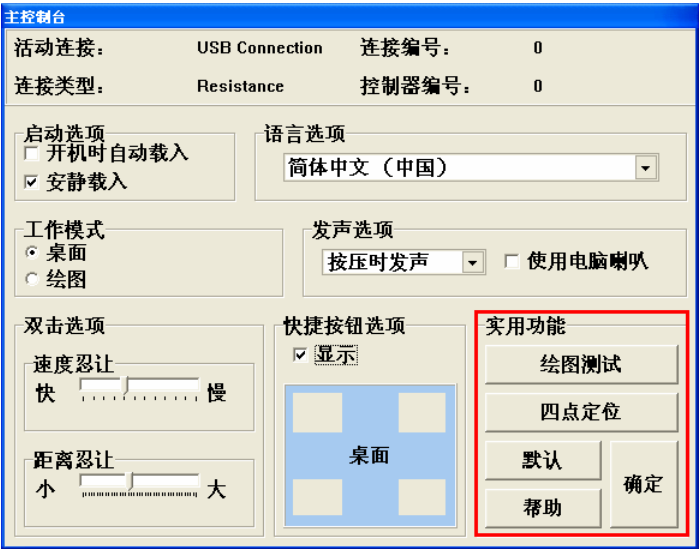 主控制台
活动连接： USB Connection 连接编号： 0
连接类型： Resistance 控制器编号： 0
启动选项
开机时自动载入
安静载入
语言选项
简体中文（中国）
工作模式
桌面
绘图
发声选项
按压时发声 使用电脑喇叭
双击选项
速度忍让
快 慢
距离忍让
小 大
快捷按钮选项
显示
桌面
实用功能
绘图测试
四点定位
默认
帮助
确定